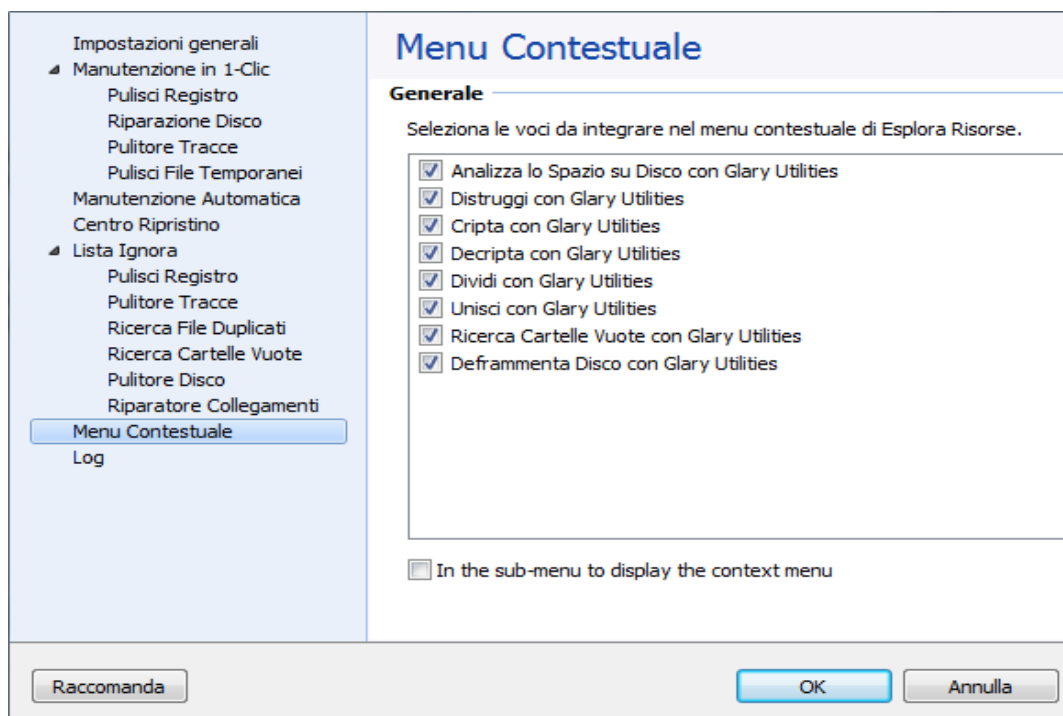 Impostazioni generali
Manutenzione in 1-Clic
Pulisci Registro
Riparazione Disco
Pulitore Tracce
Pulisci File Temporanei
Manutenzione Automatica
Centro Ripristino
Lista Ignora
Pulisci Registro
Pulitore Tracce
Ricerca File Duplicati
Ricerca Cartelle Vuote
Pulitore Disco
Riparatore Collegamenti
Menu Contestuale
Log
Menu Contestuale
Generale
Seleziona le voci da integrare nel menu contestuale di Esplora Risorse.
Analizza lo Spazio su Disco con Glary Utilities
Distruggi con Glary Utilities
Cripta con Glary Utilities
Decripta con Glary Utilities
Dividi con Glary Utilities
Unisci con Glary Utilities
Ricerca Cartelle Vuote con Glary Utilities
Deframmenta Disco con Glary Utilities
In the sub-menu to display the context menu
Raccomanda
OK
Annulla